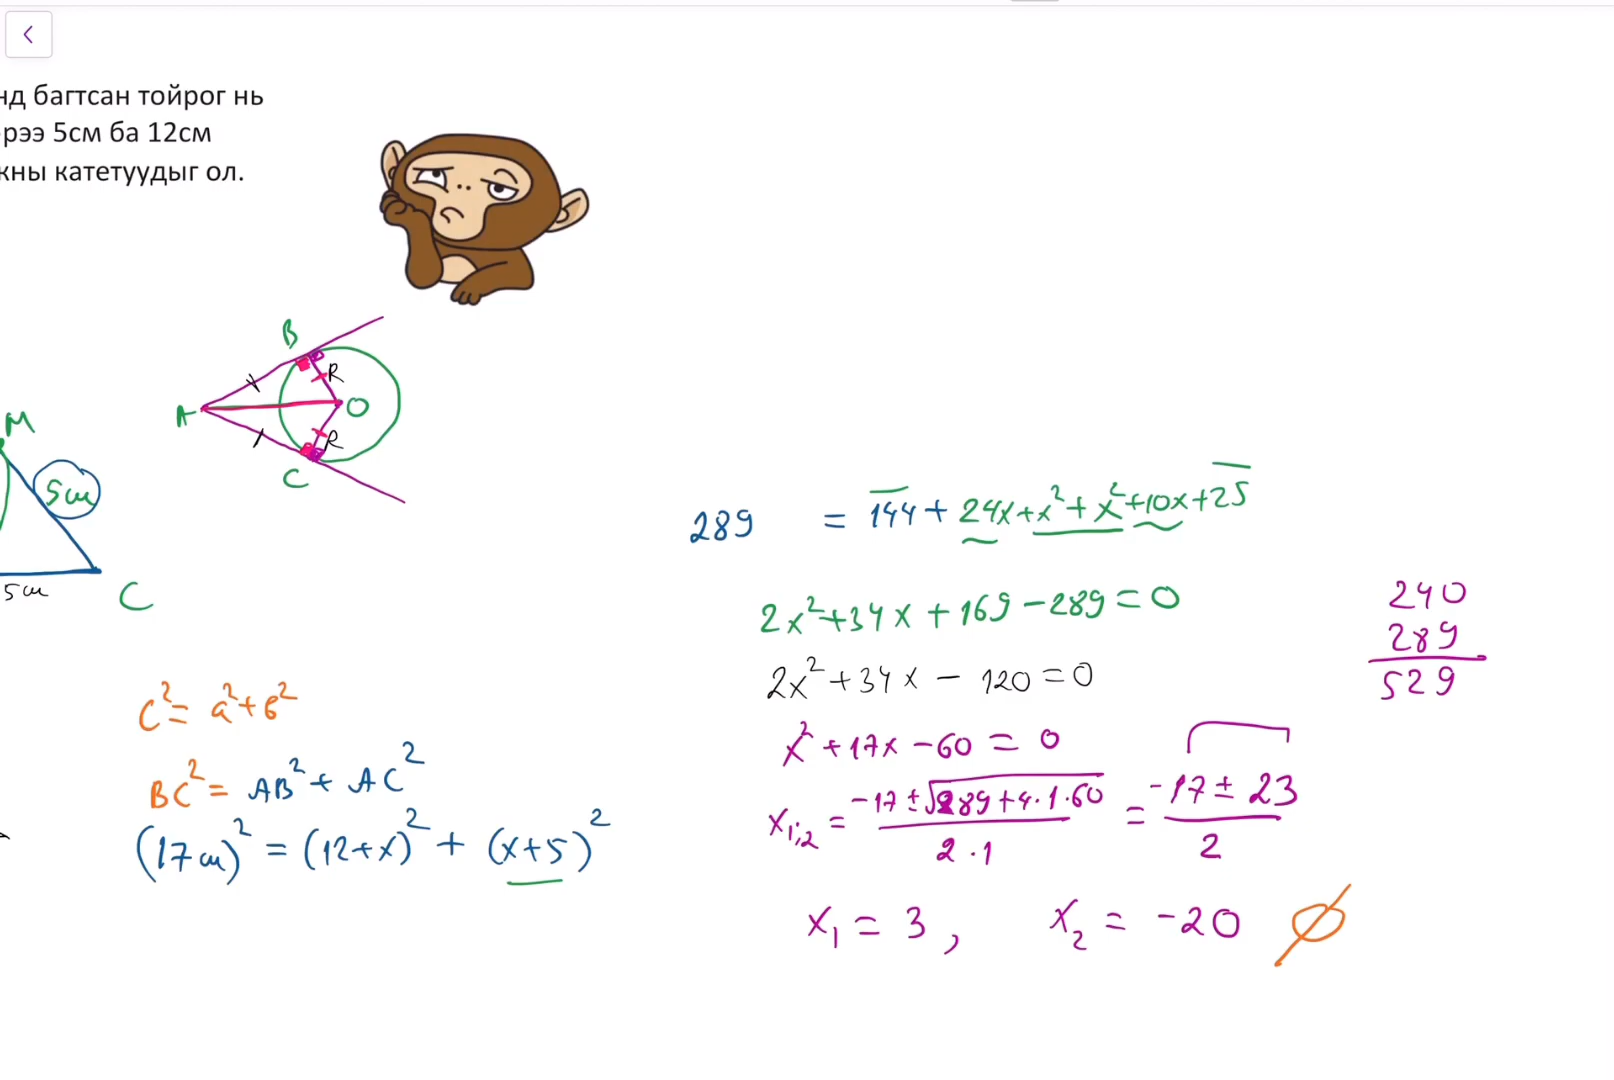 нд багтсан тойрог нь
рээ 5см ба 12см
жны катетуудыг ол.
B
R
A
O
R
C
M
5см
5см
C
289 = 144 + 24x + x² + x² + 10x + 25
2x² + 34x + 169 - 289 = 0
240
289
529
2x² + 34x - 120 = 0
c² = a² + b²
x² + 17x - 60 = 0
BC² = AB² + AC²
x₁;₂ = (-17 ± √(289 + 4·1·60)) / (2·1) = (-17 ± 23) / 2
(17см)² = (12+x)² + (x+5)²
x₁ = 3, x₂ = -20 ∅